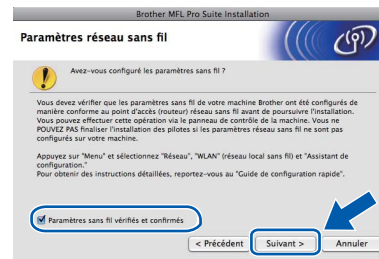 Brother MFL Pro Suite Installation
Paramètres réseau sans fil
Avez-vous configuré les paramètres sans fil ?
Vous devez vérifier que les paramètres sans fil de votre machine Brother ont été configurés de
manière conforme au point d'accès (routeur) réseau sans fil avant de poursuivre l'installation.
Vous pouvez effectuer cette opération via le panneau de contrôle de la machine. Vous ne
POUVEZ PAS finaliser l'installation des pilotes si les paramètres réseau sans fil ne sont pas
configurés sur votre machine.
Appuyez sur "Menu" et sélectionnez "Réseau", "WLAN" (réseau local sans fil) et "Assistant de
configuration."
Pour obtenir des instructions détaillées, reportez-vous au "Guide de configuration rapide".
Paramètres sans fil vérifiés et confirmés
< Précédent
Suivant >
Annuler